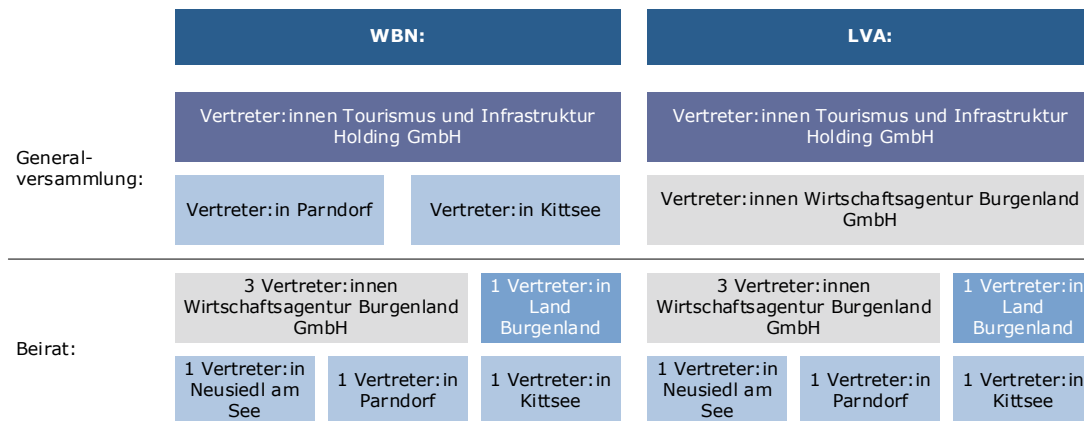 WBN:
LVA:
Vertreter:innen Tourismus und Infrastruktur
Holding GmbH
Vertreter:innen Tourismus und Infrastruktur
Holding GmbH
General-
versammlung:
Vertreter:in Parndorf
Vertreter:in Kittsee
Vertreter:innen Wirtschaftsagentur Burgenland
GmbH
3 Vertreter:innen
Wirtschaftsagentur Burgenland
GmbH
1 Vertreter:in
Land
Burgenland
3 Vertreter:innen
Wirtschaftsagentur Burgenland
GmbH
1 Vertreter:in
Land
Burgenland
Beirat:
1 Vertreter:in
Neusiedl am
See
1 Vertreter:in
Parndorf
1 Vertreter:in
Kittsee
1 Vertreter:in
Neusiedl am
See
1 Vertreter:in
Parndorf
1 Vertreter:in
Kittsee